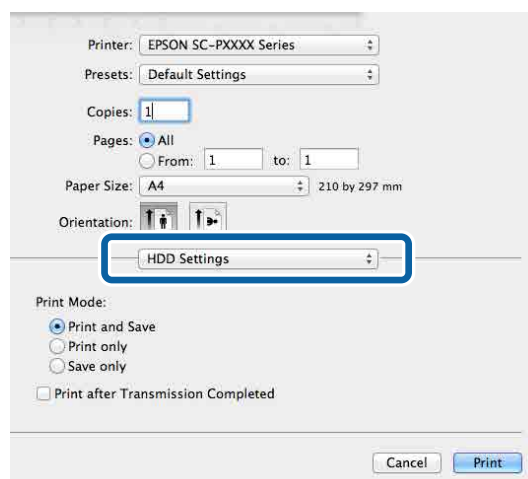 Printer: EPSON SC-PXXXX Series
Presets: Default Settings
Copies: 1
Pages: All
From: 1 to: 1
Paper Size: A4 210 by 297 mm
Orientation:
HDD Settings
Print Mode:
Print and Save
Print only
Save only
Print after Transmission Completed
Cancel Print